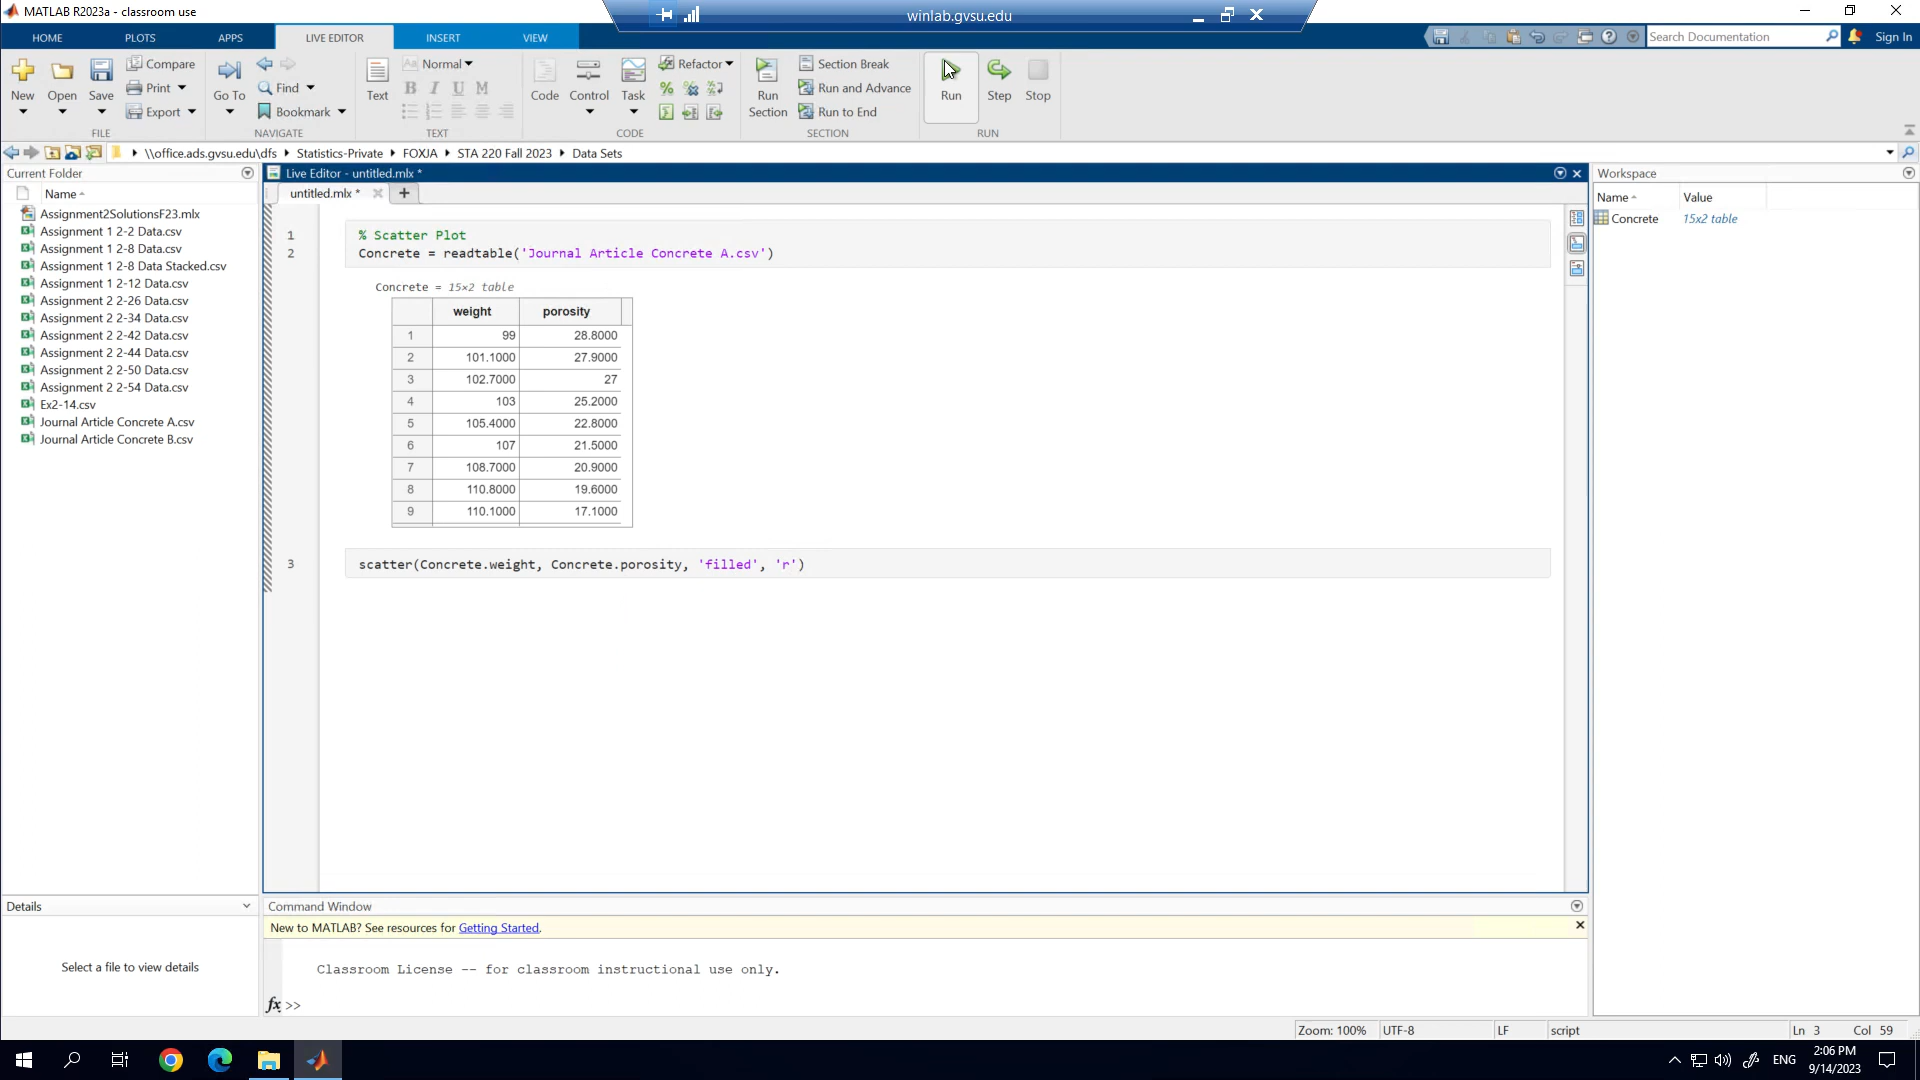 MATLAB R2023a - classroom use
winlab.gvsu.edu
HOME PLOTS APPS LIVE EDITOR INSERT VIEW
Search Documentation
Sign In
New Open Save
Compare
Print
Export
FILE
Go To
Find
Bookmark
NAVIGATE
Text
Aa Normal
B I U M
TEXT
Code Control Task
Refactor
CODE
Run
Section
Section Break
Run and Advance
Run to End
SECTION
Run Step Stop
RUN
\\office.ads.gvsu.edu\dfs Statistics-Private FOXJA STA 220 Fall 2023 Data Sets
Current Folder
Name
Assignment2SolutionsF23.mlx
Assignment 1 2-2 Data.csv
Assignment 1 2-8 Data.csv
Assignment 1 2-8 Data Stacked.csv
Assignment 1 2-12 Data.csv
Assignment 2 2-26 Data.csv
Assignment 2 2-34 Data.csv
Assignment 2 2-42 Data.csv
Assignment 2 2-44 Data.csv
Assignment 2 2-50 Data.csv
Assignment 2 2-54 Data.csv
Ex2-14.csv
Journal Article Concrete A.csv
Journal Article Concrete B.csv
Details
Select a file to view details
Live Editor - untitled.mlx *
untitled.mlx *
1 % Scatter Plot
2 Concrete = readtable('Journal Article Concrete A.csv')
Concrete = 15×2 table
weight porosity
1 99 28.8000
2 101.1000 27.9000
3 102.7000 27
4 103 25.2000
5 105.4000 22.8000
6 107 21.5000
7 108.7000 20.9000
8 110.8000 19.6000
9 110.1000 17.1000
3 scatter(Concrete.weight, Concrete.porosity, 'filled', 'r')
Command Window
New to MATLAB? See resources for Getting Started.
Classroom License -- for classroom instructional use only.
fx >>
Workspace
Name Value
Concrete 15x2 table
Zoom: 100% UTF-8 LF script Ln 3 Col 59
ENG
2:06 PM
9/14/2023